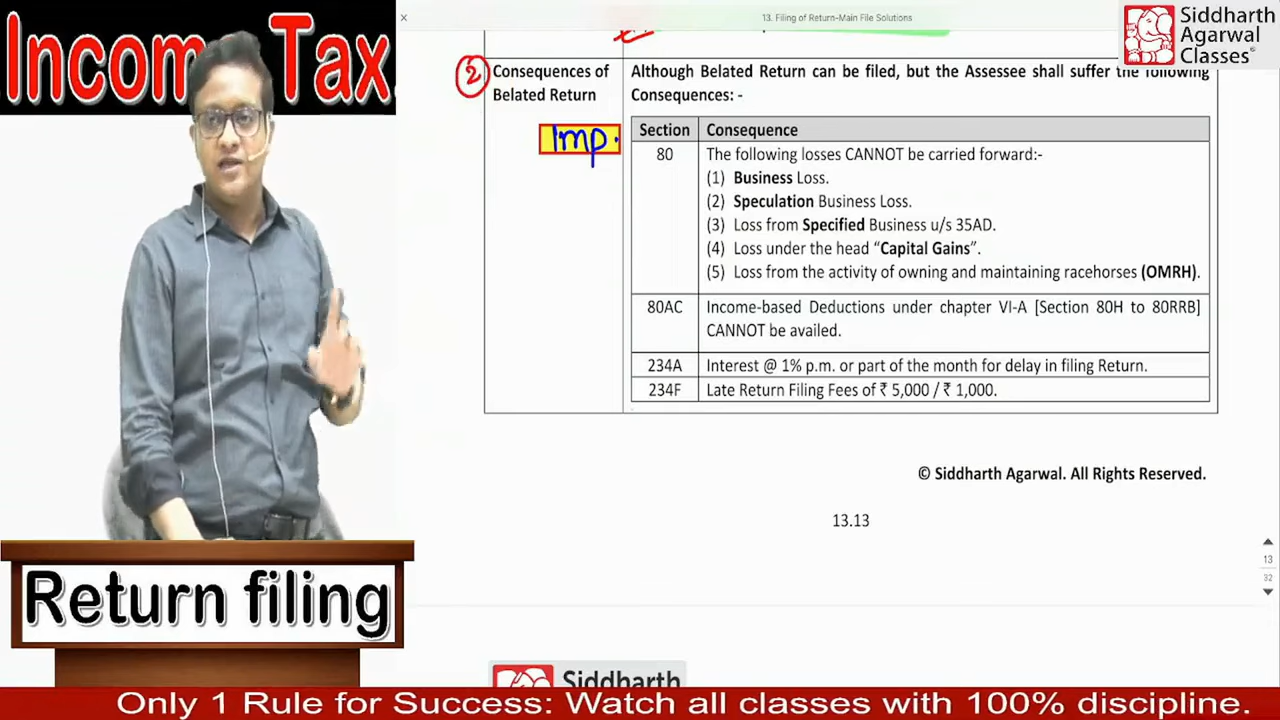 Income Tax.
× 13. Filing of Return-Main File Solutions
Siddharth
Agarwal
Classes®
2
Consequences of
Belated Return
Imp.
Although Belated Return can be filed, but the Assessee shall suffer the following
Consequences: -
Section Consequence
80 The following losses CANNOT be carried forward:-
(1) Business Loss.
(2) Speculation Business Loss.
(3) Loss from Specified Business u/s 35AD.
(4) Loss under the head “Capital Gains”.
(5) Loss from the activity of owning and maintaining racehorses (OMRH).
80AC Income-based Deductions under chapter VI-A [Section 80H to 80RRB]
CANNOT be availed.
234A Interest @ 1% p.m. or part of the month for delay in filing Return.
234F Late Return Filing Fees of ₹ 5,000 / ₹ 1,000.
© Siddharth Agarwal. All Rights Reserved.
13.13
13
32
Return filing
Siddharth
Only 1 Rule for Success: Watch all classes with 100% discipline.